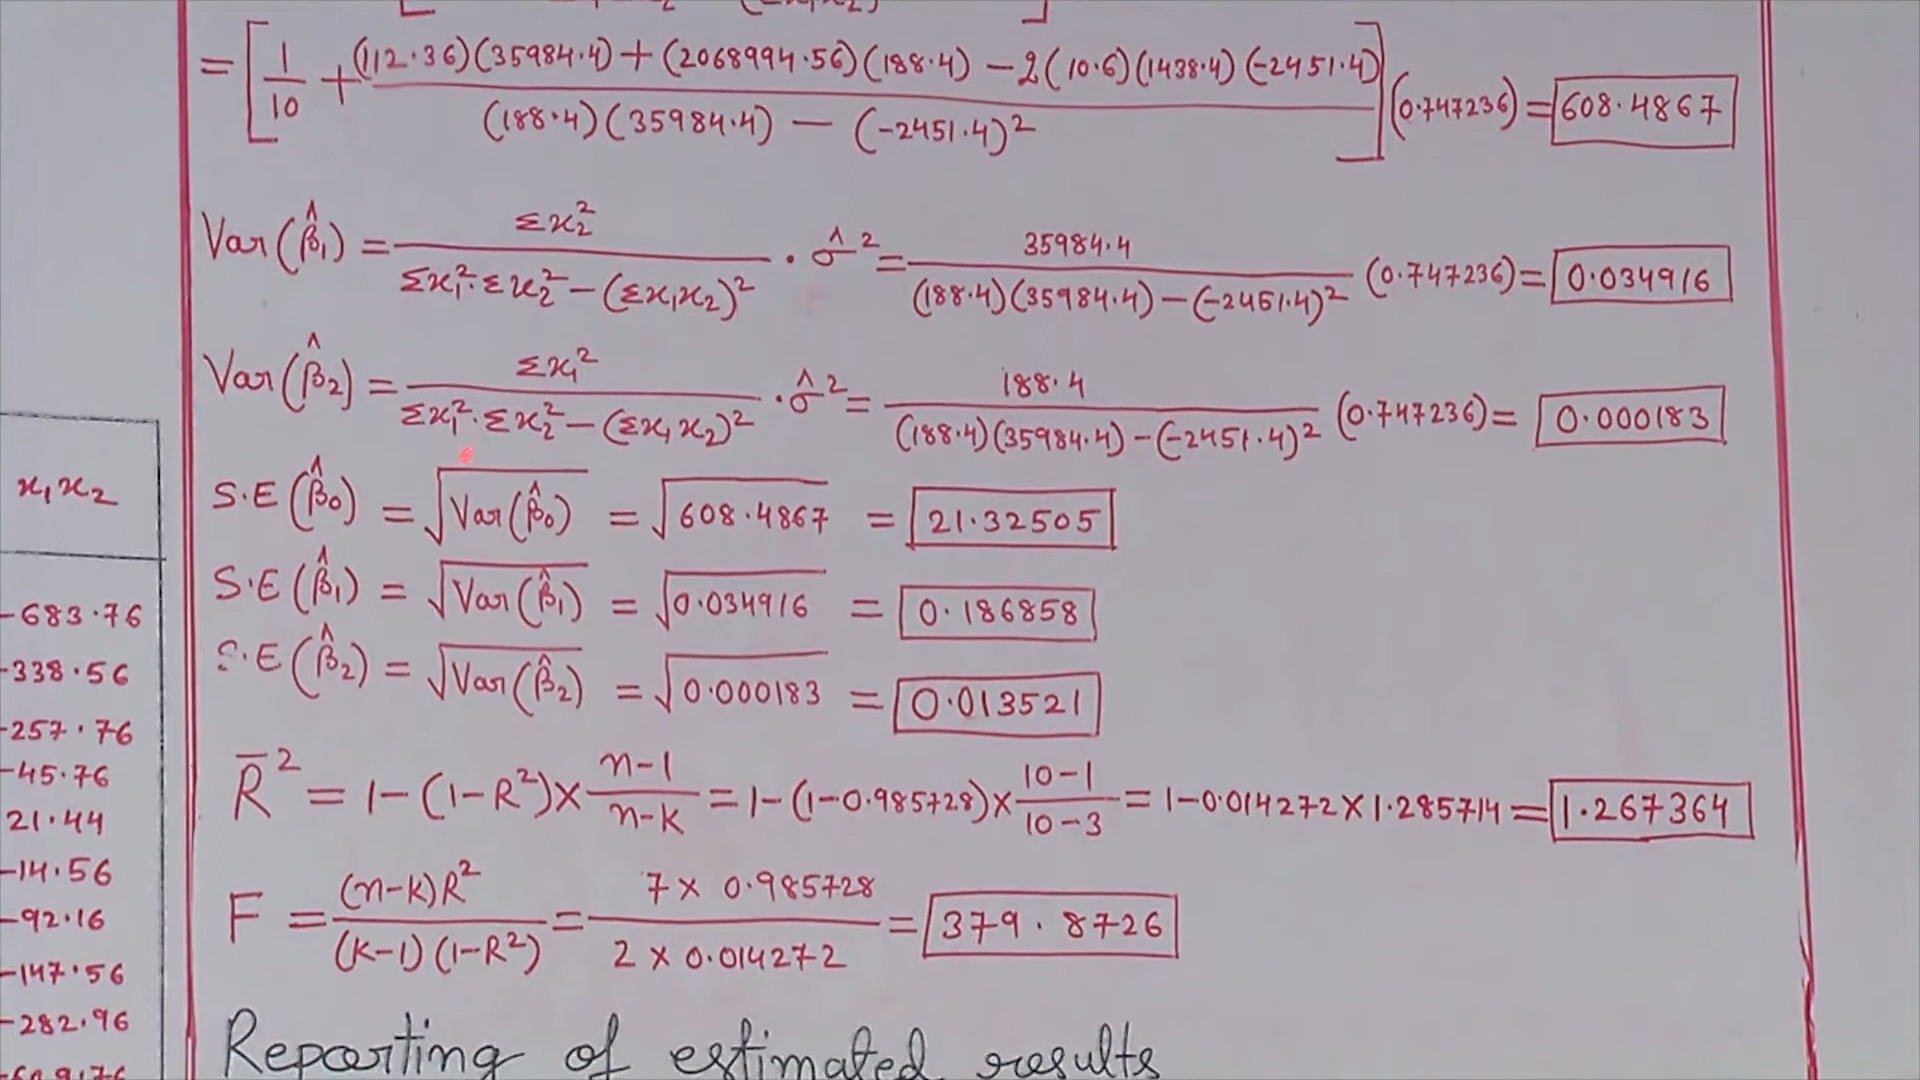 = [1/10 + (112.36)(35984.4) + (2068994.56)(188.4) - 2(10.6)(1438.4)(-2451.4) / (188.4)(35984.4) - (-2451.4)²] (0.747236) = 608.4867
Var(β̂₁) = Σx₂² / Σx₁².Σx₂² - (Σx₁x₂)² . σ̂² = 35984.4 / (188.4)(35984.4) - (-2451.4)² (0.747236) = 0.034916
Var(β̂₂) = Σx₁² / Σx₁².Σx₂² - (Σx₁x₂)² . σ̂² = 188.4 / (188.4)(35984.4) - (-2451.4)² (0.747236) = 0.000183
S.E(β̂₀) = √Var(β̂₀) = √608.4867 = 21.32505
S.E(β̂₁) = √Var(β̂₁) = √0.034916 = 0.186858
S.E(β̂₂) = √Var(β̂₂) = √0.000183 = 0.013521
R̄² = 1 - (1-R²) × n-1 / n-k = 1 - (1-0.985728) × 10-1 / 10-3 = 1 - 0.014272 × 1.285714 = 1.267364
F = (n-k)R² / (k-1)(1-R²) = 7 × 0.985728 / 2 × 0.014272 = 379.8726
Reporting of estimated results
x₁x₂
-683.76
-338.56
-257.76
-45.76
21.44
-14.56
-92.16
-147.56
-282.96